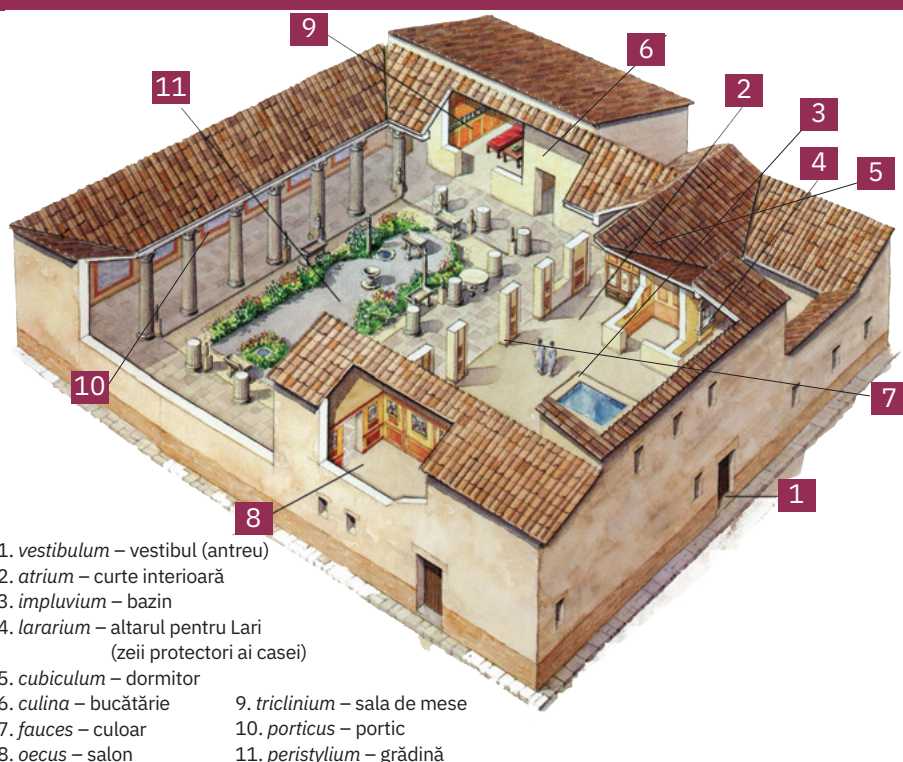 9
6
11
2
3
4
5
10
7
8
1
1. vestibulum – vestibul (antreu)
2. atrium – curte interioară
3. impluvium – bazin
4. lararium – altarul pentru Lari
(zeii protectori ai casei)
5. cubiculum – dormitor
6. culina – bucătărie
7. fauces – culoar
8. oecus – salon
9. triclinium – sala de mese
10. porticus – portic
11. peristylium – grădină